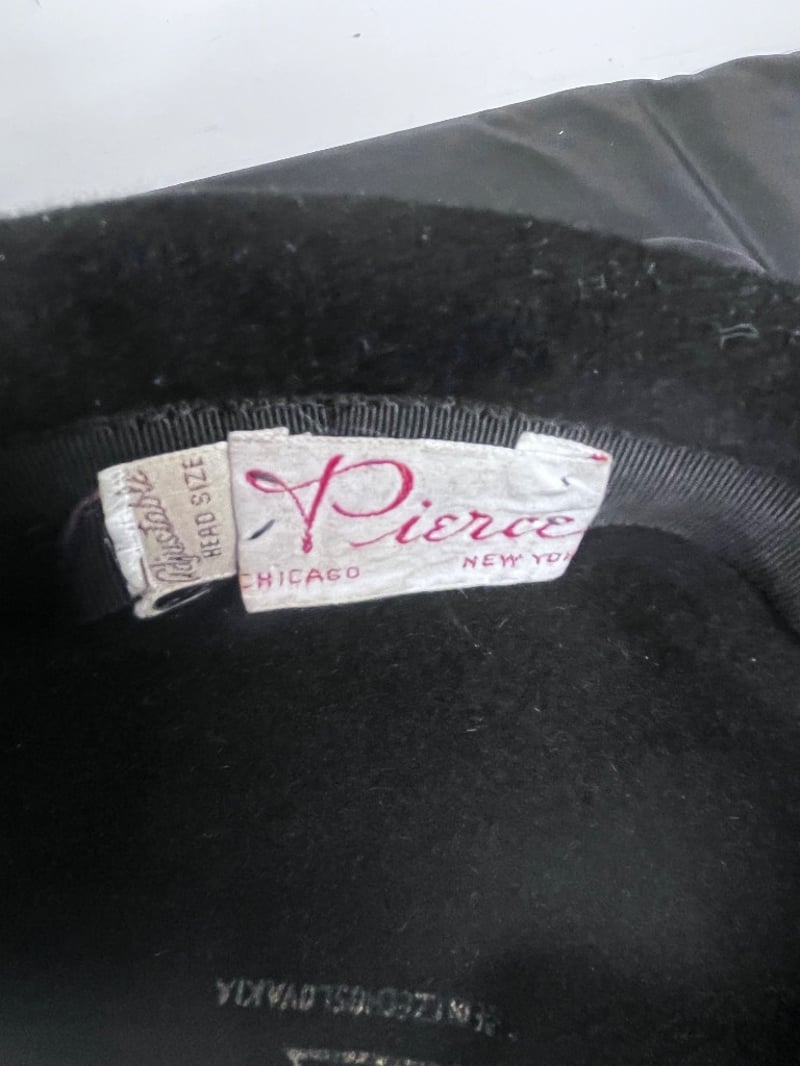 Adjustable
HEAD SIZE
Pierce
CHICAGO NEW YOR
CZECHOSLOVAKIA